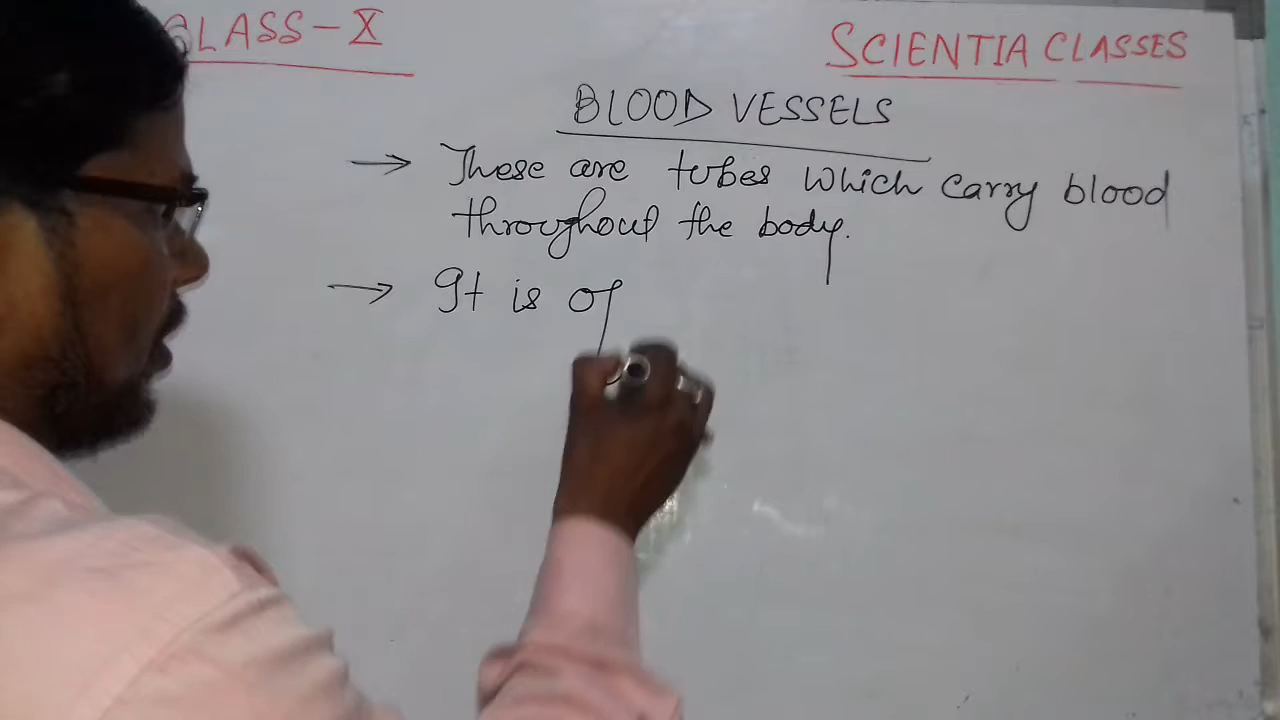 CLASS-X
SCIENTIA CLASSES
BLOOD VESSELS
→ These are tubes which carry blood
throughout the body.
→ It is of